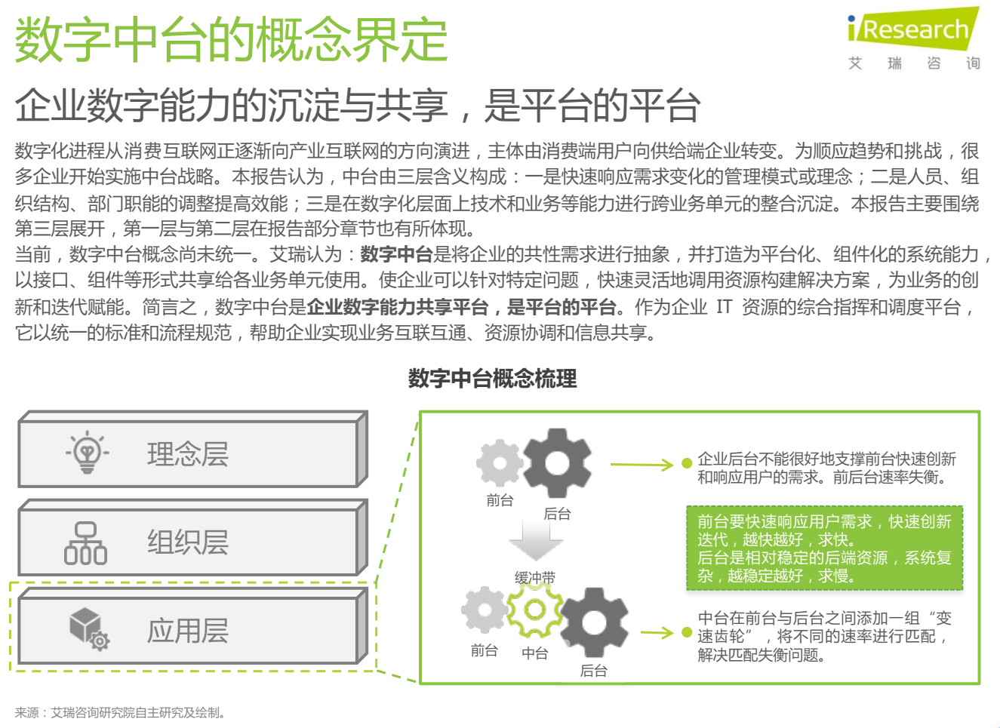 数字中台的概念界定
iResearch
艾瑞咨询
企业数字能力的沉淀与共享，是平台的平台
数字化进程从消费互联网正逐渐向产业互联网的方向演进，主体由消费端用户向供给端企业转变。为顺应趋势和挑战，很
多企业开始实施中台战略。本报告认为，中台由三层含义构成：一是快速响应需求变化的管理模式或理念；二是人员、组
织结构、部门职能的调整提高效能；三是在数字化层面上技术和业务等能力进行跨业务单元的整合沉淀。本报告主要围绕
第三层展开，第一层与第二层在报告部分章节也有所体现。
当前，数字中台概念尚未统一。艾瑞认为：数字中台是将企业的共性需求进行抽象，并打造为平台化、组件化的系统能力，
以接口、组件等形式共享给各业务单元使用。使企业可以针对特定问题，快速灵活地调用资源构建解决方案，为业务的创
新和迭代赋能。简言之，数字中台是企业数字能力共享平台，是平台的平台。作为企业 IT 资源的综合指挥和调度平台，
它以统一的标准和流程规范，帮助企业实现业务互联互通、资源协调和信息共享。
数字中台概念梳理
理念层
组织层
应用层
前台
后台
企业后台不能很好地支撑前台快速创新
和响应用户的需求。前后台速率失衡。
前台要快速响应用户需求，快速创新
迭代，越快越好，求快。
后台是相对稳定的后端资源，系统复
杂，越稳定越好，求慢。
缓冲带
前台
中台
后台
中台在前台与后台之间添加一组“变
速齿轮”，将不同的速率进行匹配，
解决匹配失衡问题。
来源：艾瑞咨询研究院自主研究及绘制。